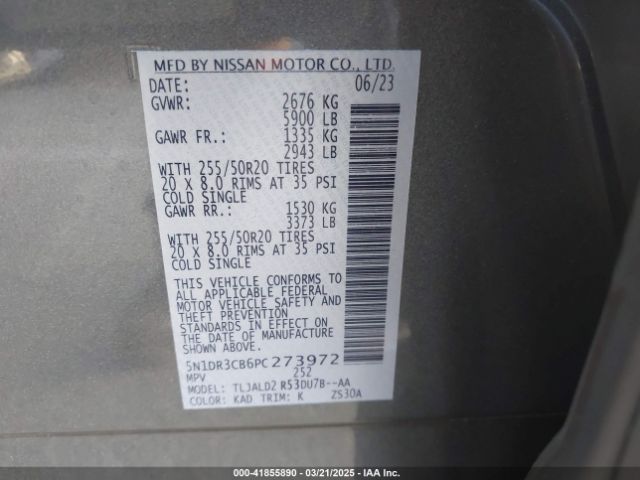 MFD BY NISSAN MOTOR CO., LTD.
DATE: 06/23
GVWR: 2676 KG
5900 LB
GAWR FR.: 1335 KG
2943 LB
WITH 255/50R20 TIRES
20 X 8.0 RIMS AT 35 PSI
COLD SINGLE
GAWR RR.: 1530 KG
3373 LB
WITH 255/50R20 TIRES
20 X 8.0 RIMS AT 35 PSI
COLD SINGLE
THIS VEHICLE CONFORMS TO
ALL APPLICABLE FEDERAL
MOTOR VEHICLE SAFETY AND
THEFT PREVENTION
STANDARDS IN EFFECT ON
THE DATE OF MANUFACTURE
5N1DR3CB6PC273972
MPV 252
MODEL: TLJALD2 R53DU7B--AA
COLOR: KAD TRIM: K ZS30A
000-41855890 - 03/21/2025 - IAA Inc.